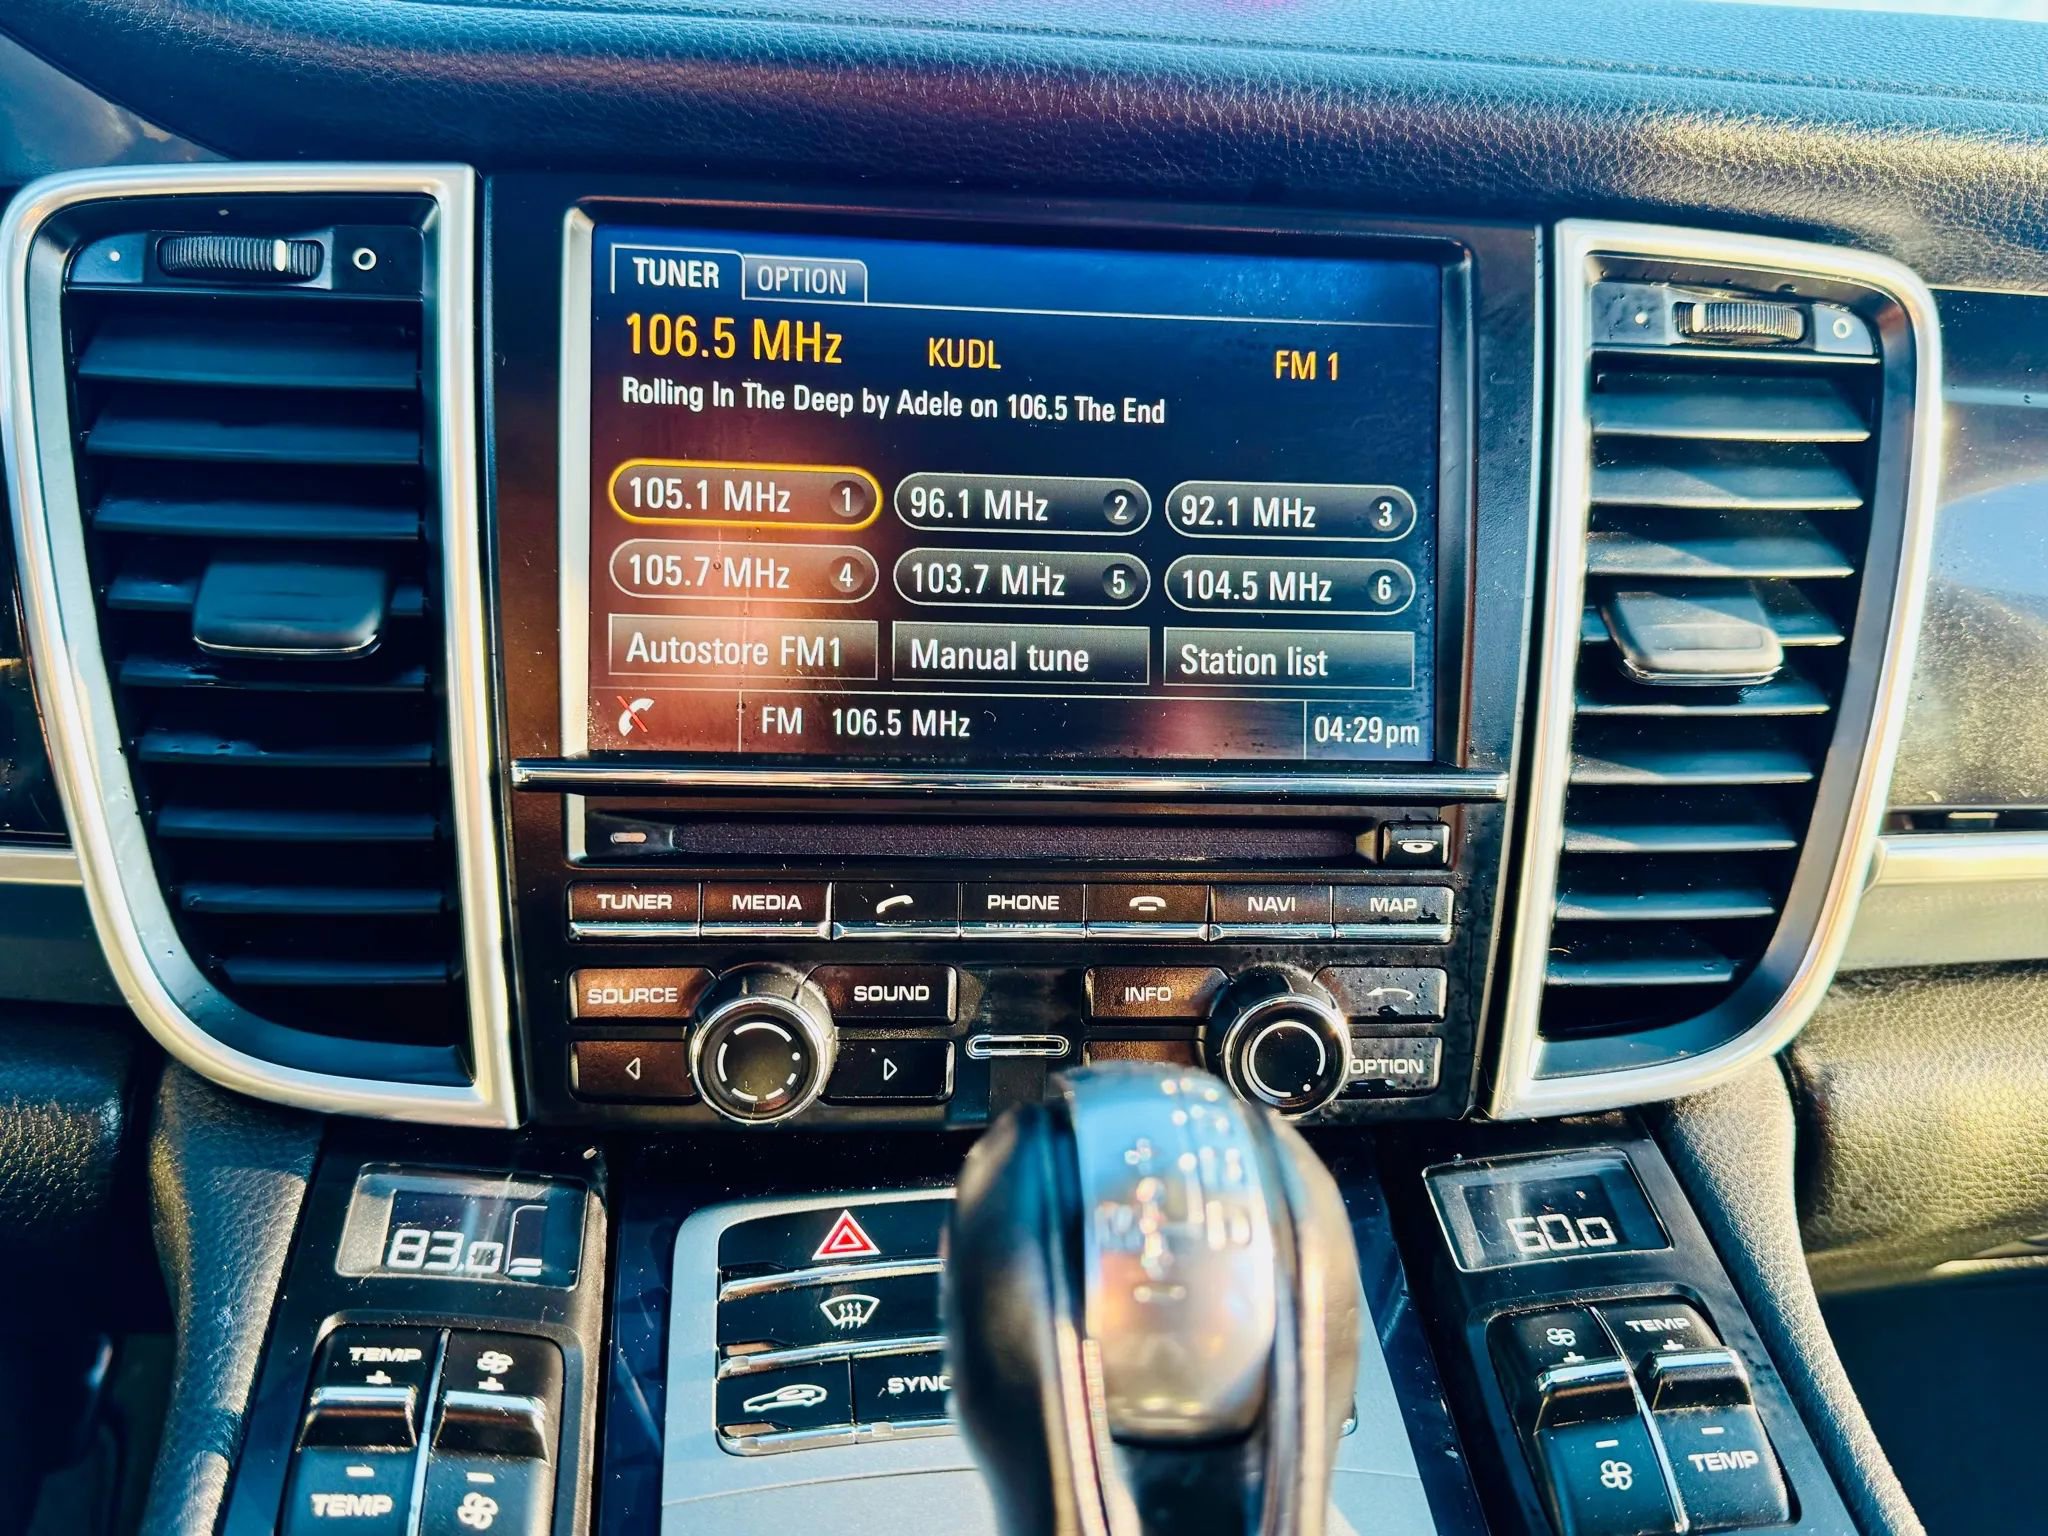 TUNER OPTION
106.5 MHz KUDL FM 1
Rolling In The Deep by Adele on 106.5 The End
105.1 MHz 1 96.1 MHz 2 92.1 MHz 3
105.7 MHz 4 103.7 MHz 5 104.5 MHz 6
Autostore FM1 Manual tune Station list
FM 106.5 MHz 04:29pm
TUNER MEDIA PHONE NAVI MAP
SOURCE SOUND INFO
OPTION
83.0 60.0
TEMP TEMP
SYNC
TEMP TEMP